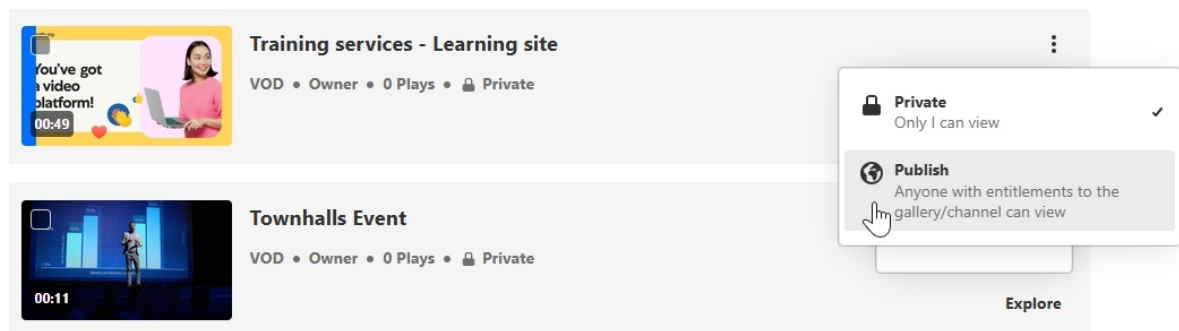 Training services - Learning site
VOD • Owner • 0 Plays • Private
You've got
a video
platform!
00:49
Private
Only I can view
Publish
Anyone with entitlements to the
gallery/channel can view
Townhalls Event
VOD • Owner • 0 Plays • Private
00:11
Explore